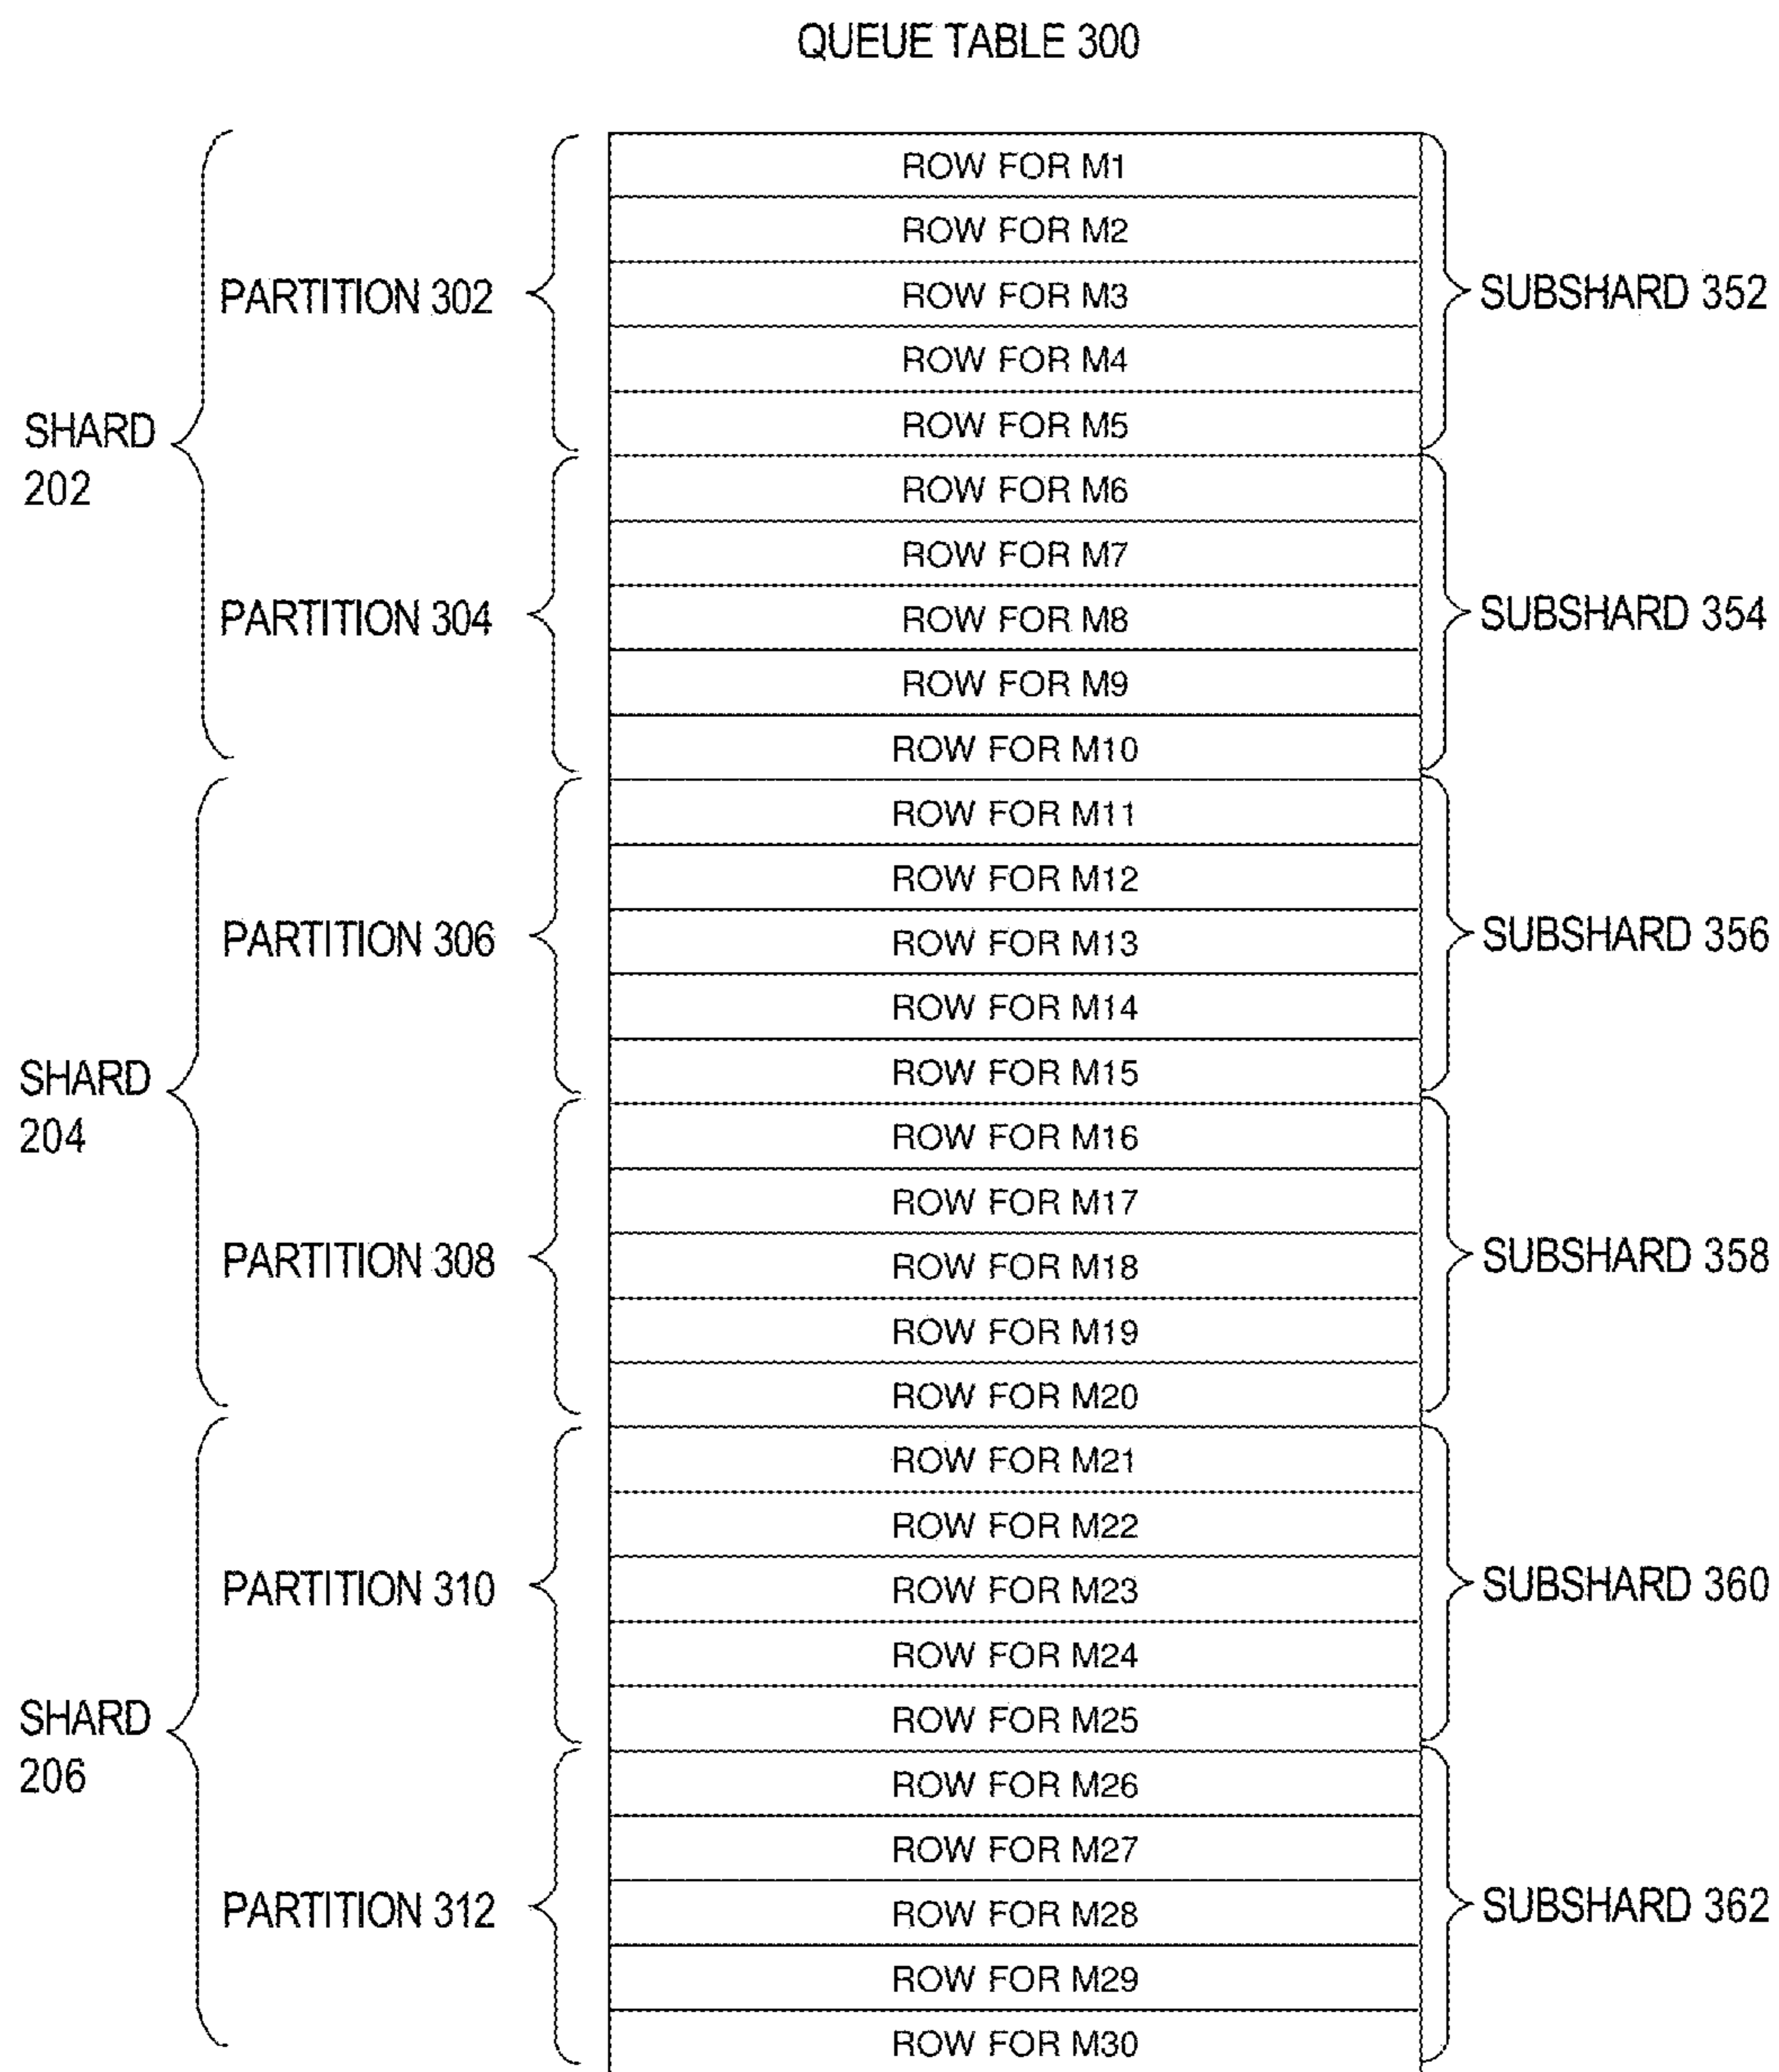 QUEUE TABLE 300
ROW FOR M1
ROW FOR M2
PARTITION 302
ROW FOR M3
SUBSHARD 352
ROW FOR M4
SHARD
202
ROW FOR M5
ROW FOR M6
ROW FOR M7
PARTITION 304
ROW FOR M8
SUBSHARD 354
ROW FOR M9
ROW FOR M10
ROW FOR M11
ROW FOR M12
PARTITION 306
ROW FOR M13
SUBSHARD 356
ROW FOR M14
SHARD
204
ROW FOR M15
ROW FOR M16
ROW FOR M17
PARTITION 308
ROW FOR M18
SUBSHARD 358
ROW FOR M19
ROW FOR M20
ROW FOR M21
ROW FOR M22
PARTITION 310
ROW FOR M23
SUBSHARD 360
ROW FOR M24
SHARD
206
ROW FOR M25
ROW FOR M26
ROW FOR M27
PARTITION 312
ROW FOR M28
SUBSHARD 362
ROW FOR M29
ROW FOR M30